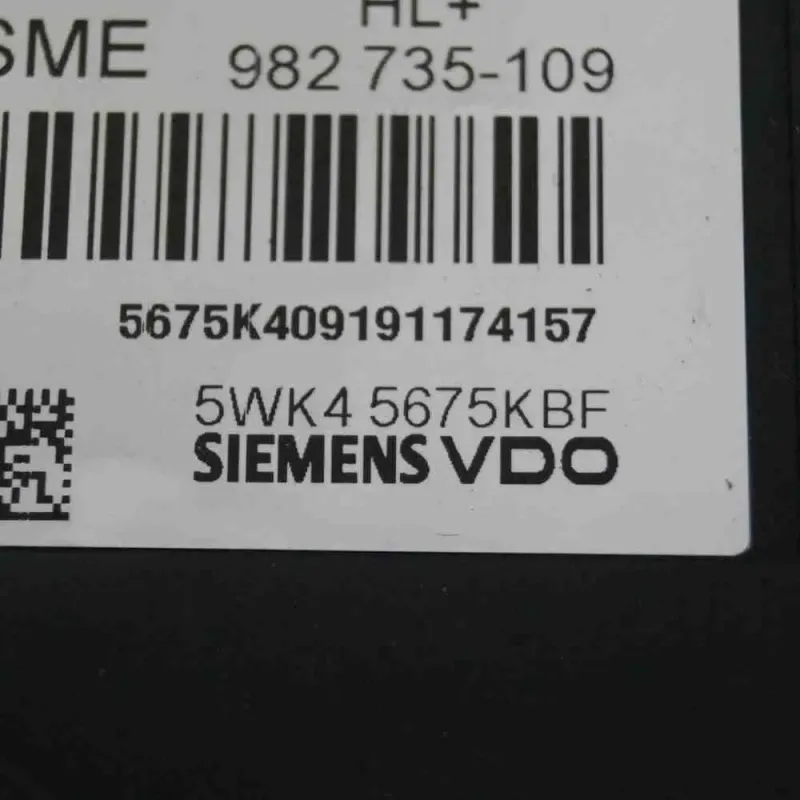 HL+
SME 982 735-109
5675K409191174157
5WK4 5675KBF
SIEMENS VDO